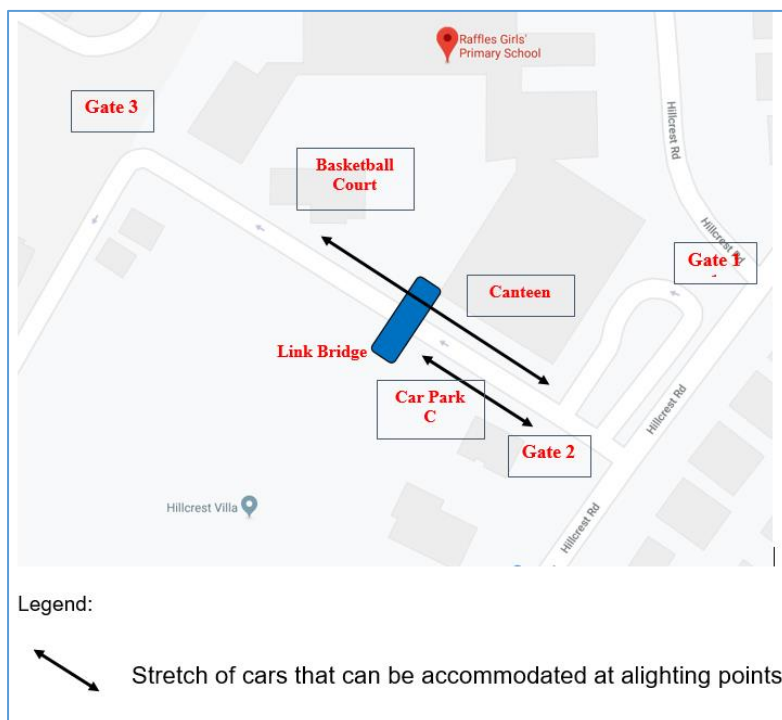 Raffles Girls'
Primary School
Gate 3
Hillcrest Rd
Basketball
Court
Hillcrest Rd
Gate 1
Canteen
Link Bridge
Car Park
C
Hillcrest Rd
Gate 2
Hillcrest Villa
Hillcrest Rd
Legend:
Stretch of cars that can be accommodated at alighting points